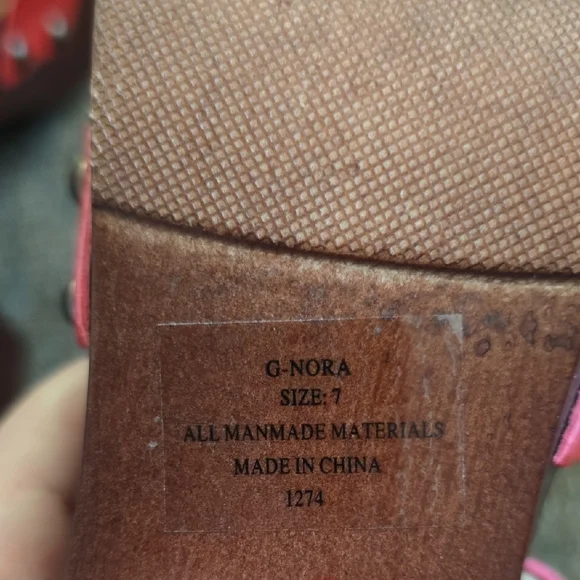 G-NORA
SIZE: 7
ALL MANMADE MATERIALS
MADE IN CHINA
1274